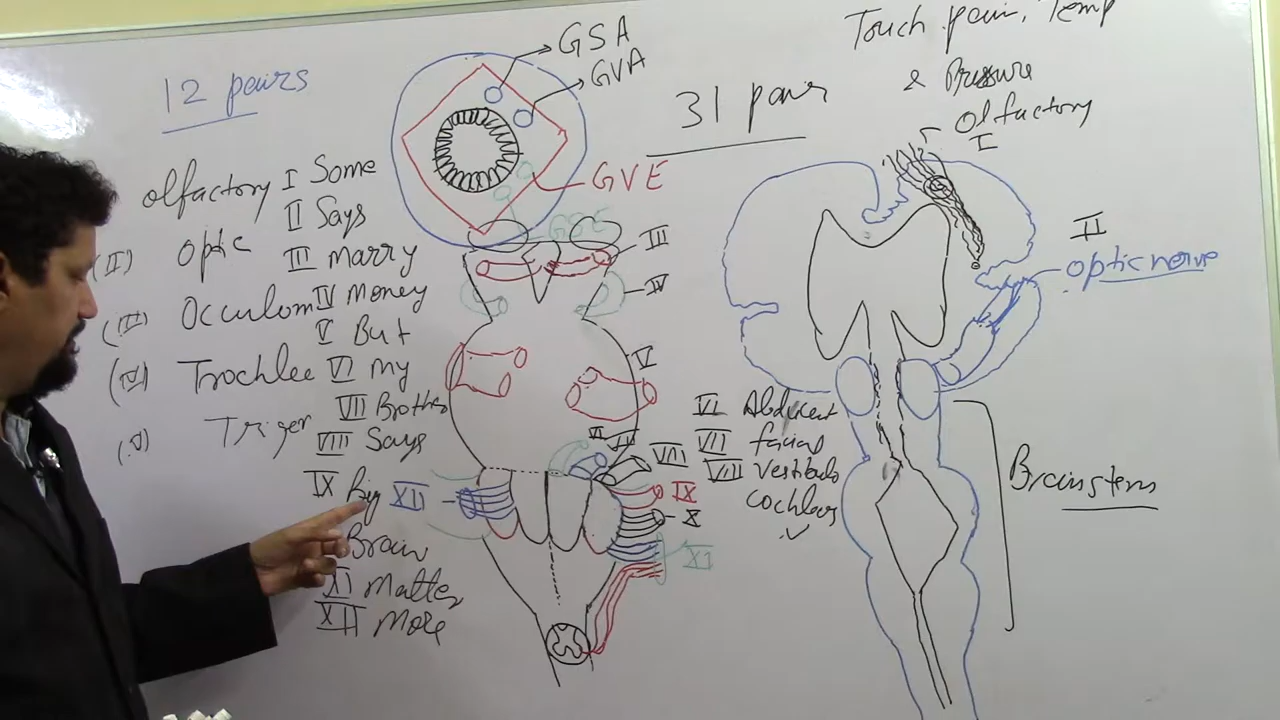 12 pairs
olfactory I Some
II Says
(II) optic
III marry
(III) Occulom IV Money
V But
(IV) Trochlee VI my
VII Brother
(V) Triger
VIII Says
IX Big
Brain
XI Matter
XII More
GSA
GVA
GVE
31 pair
III
IV
V
VI
VII
VIII
IX
X
XI
XII
VI Abducent
VII facial
VIII vestibulo
cochlear
Touch pain, Temp
& Pressure
olfactory
I
II
optic nerve
Brainstem